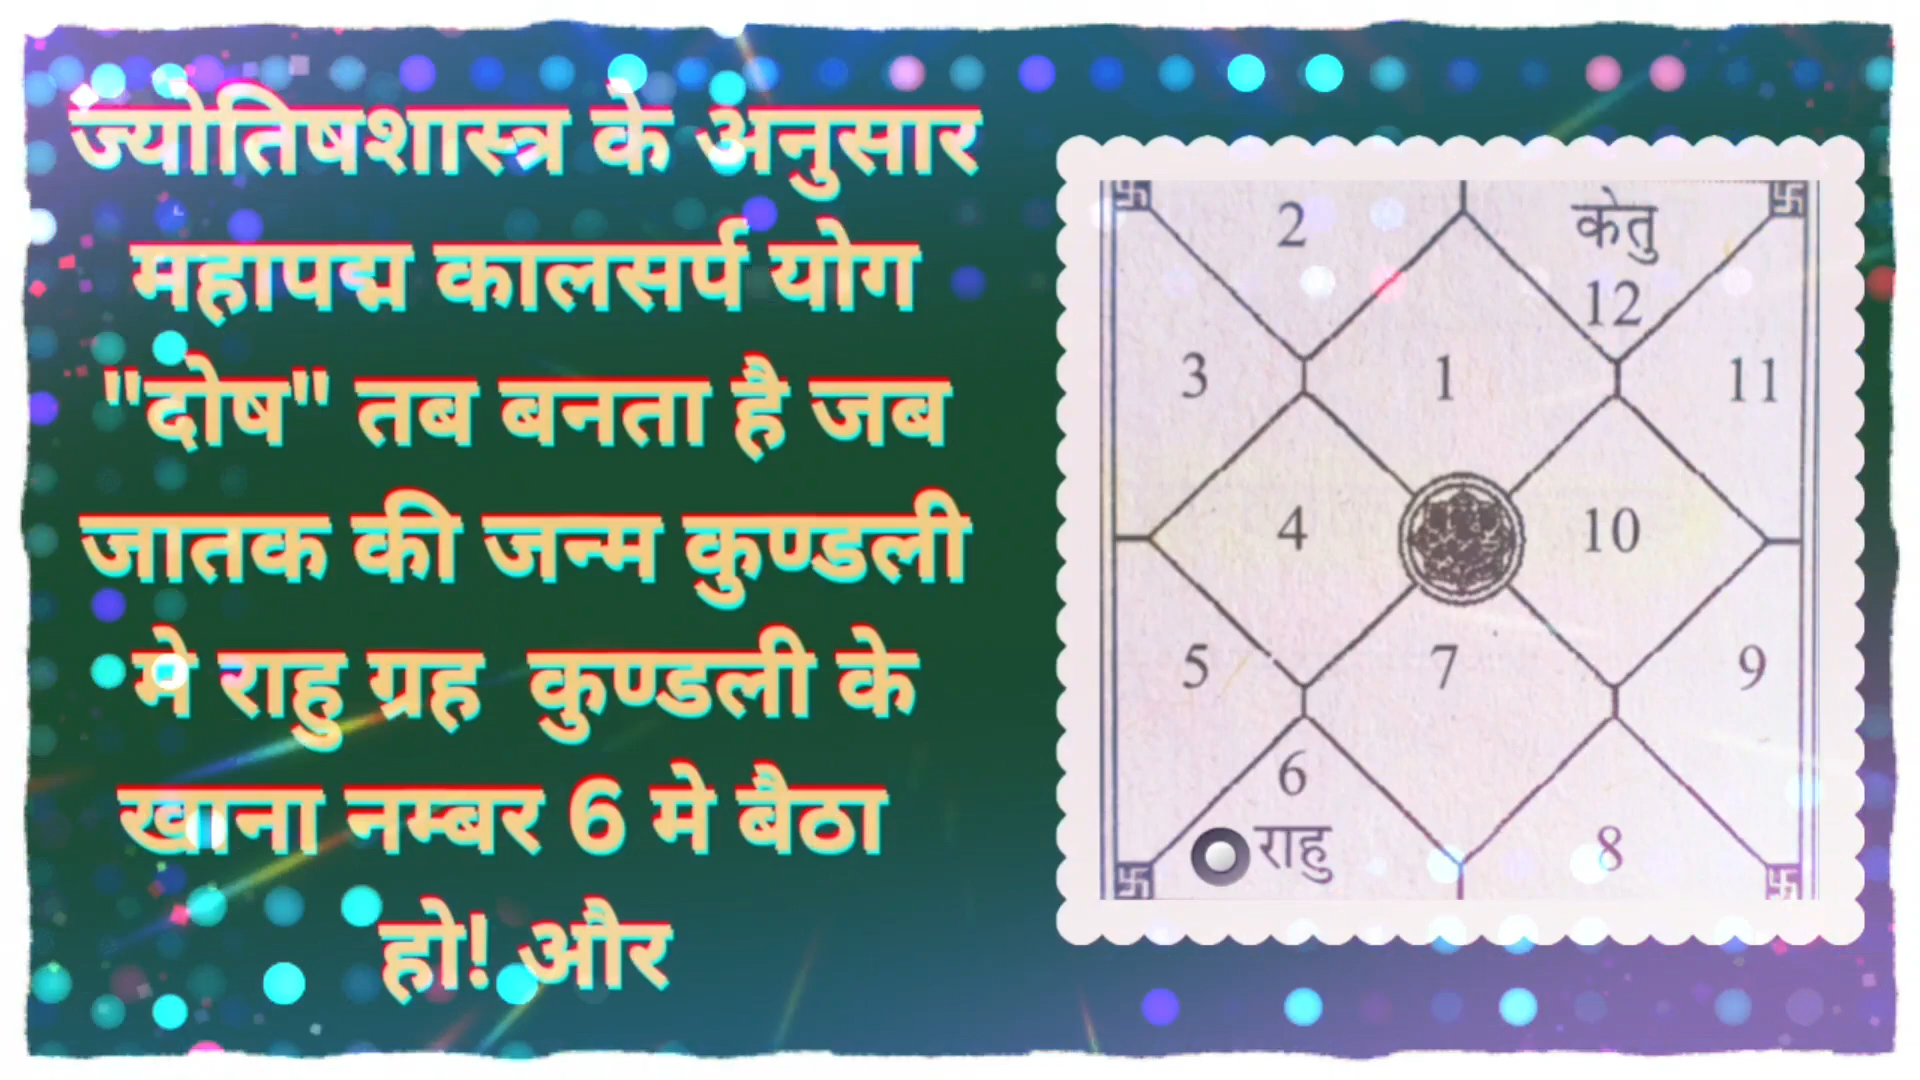 ज्योतिषशास्त्र के अनुसार
महापद्म कालसर्प योग
"दोष" तब बनता है जब
जातक की जन्म कुण्डली
मे राहु ग्रह कुण्डली के
खाना नम्बर 6 मे बैठा
हो! और
2
केतु
12
3
1
11
4
10
5
7
9
6
राहु
8